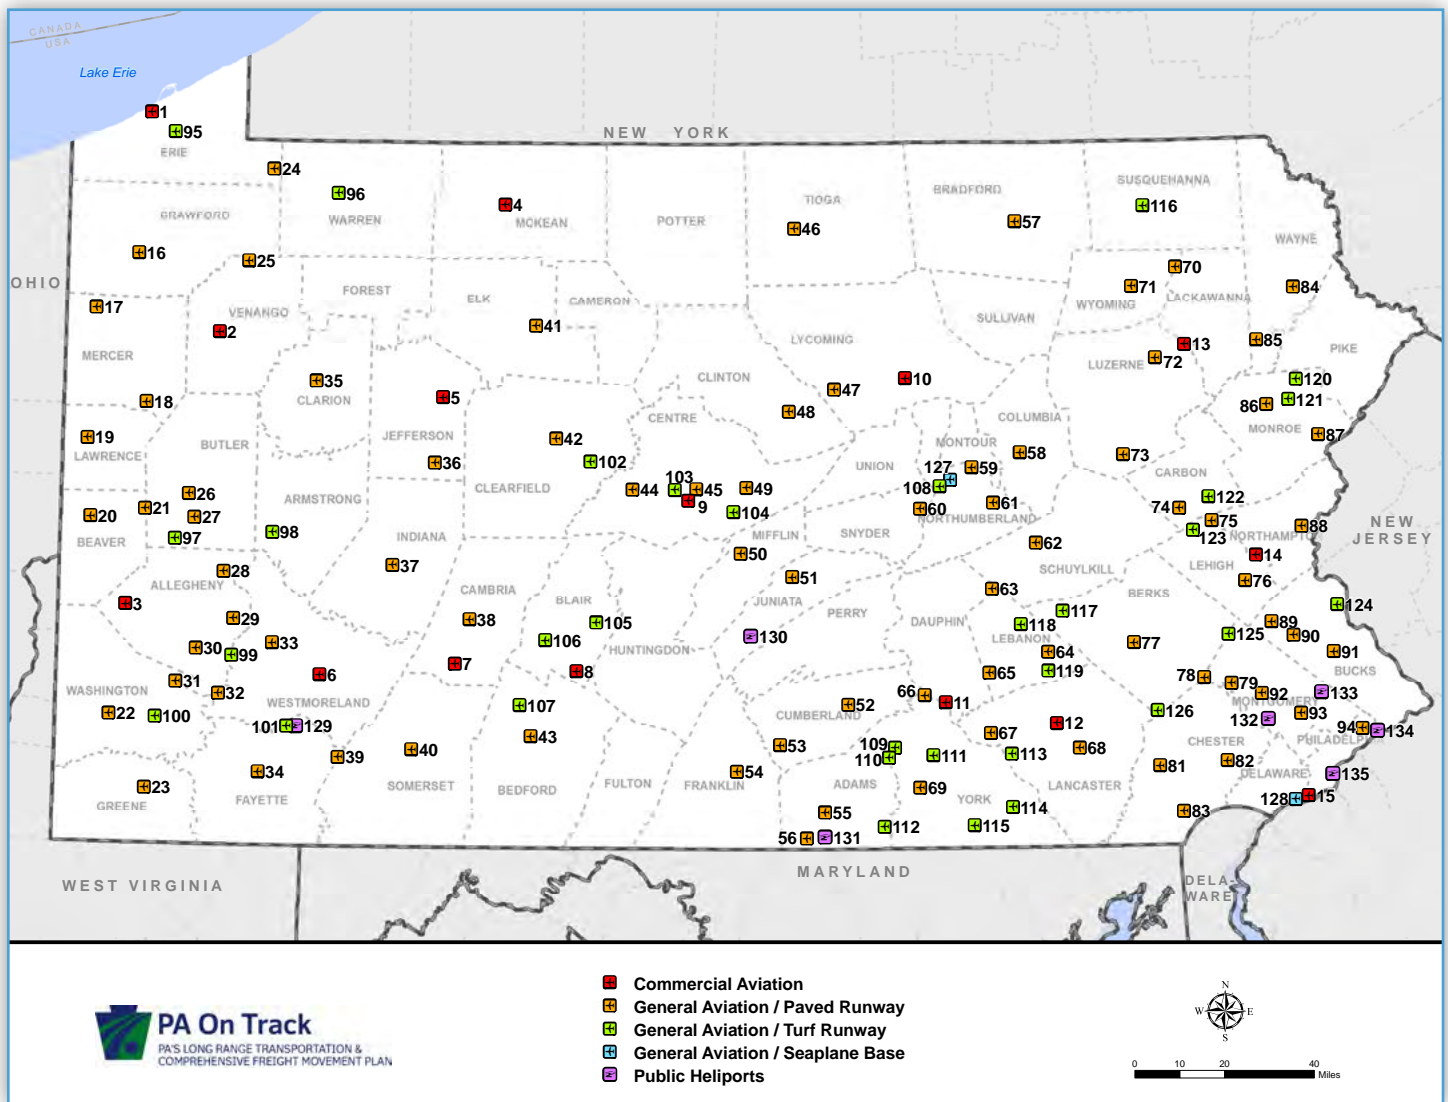 CANADA
USA
Lake Erie
1
95
ERIE
NEW YORK
24
96
WARREN
4
MCKEAN
POTTER
TIOGA
46
BRADFORD
57
SUSQUEHANNA
116
CRAWFORD
16
25
WAYNE
OHIO
17
VENANGO
2
FOREST
ELK
CAMERON
41
70
71
WYOMING
LACKAWANNA
84
SULLIVAN
LYCOMING
13
85
72
LUZERNE
PIKE
MERCER
35
CLARION
5
CLINTON
10
47
48
120
121
86
MONROE
87
18
19
LAWRENCE
BUTLER
JEFFERSON
36
42
102
CENTRE
COLUMBIA
MONTOUR
58
59
127
108
UNION
73
CARBON
26
21
20
27
BEAVER
97
98
ARMSTRONG
CLEARFIELD
44
103
45
9
49
104
60
61
NORTHUMBERLAND
122
74
75
123
NORTHAMPTON
88
NEW
JERSEY
INDIANA
37
MIFFLIN
50
SNYDER
62
14
LEHIGH
76
28
ALLEGHENY
3
29
CAMBRIA
38
BLAIR
105
106
51
JUNIATA
PERRY
63
SCHUYLKILL
BERKS
117
118
DAUPHIN
LEBANON
124
89
125
90
91
BUCKS
30
99
33
31
6
7
8
HUNTINGDON
130
64
77
65
119
78
79
92
133
MONTGOMERY
WASHINGTON
32
22
100
WESTMORELAND
101
129
107
43
52
66
11
CUMBERLAND
12
126
132
93
94
134
PHILADELPHIA
39
40
53
109
110
111
67
113
68
CHESTER
81
82
DELAWARE
135
23
GREENE
34
FAYETTE
SOMERSET
BEDFORD
FULTON
FRANKLIN
54
ADAMS
69
YORK
LANCASTER
114
128
15
83
55
56
131
112
115
WEST VIRGINIA
MARYLAND
DELA-
WARE
PA On Track
PA'S LONG RANGE TRANSPORTATION &
COMPREHENSIVE FREIGHT MOVEMENT PLAN
Commercial Aviation
General Aviation / Paved Runway
General Aviation / Turf Runway
General Aviation / Seaplane Base
Public Heliports
N
W E
S
0 10 20 40
Miles